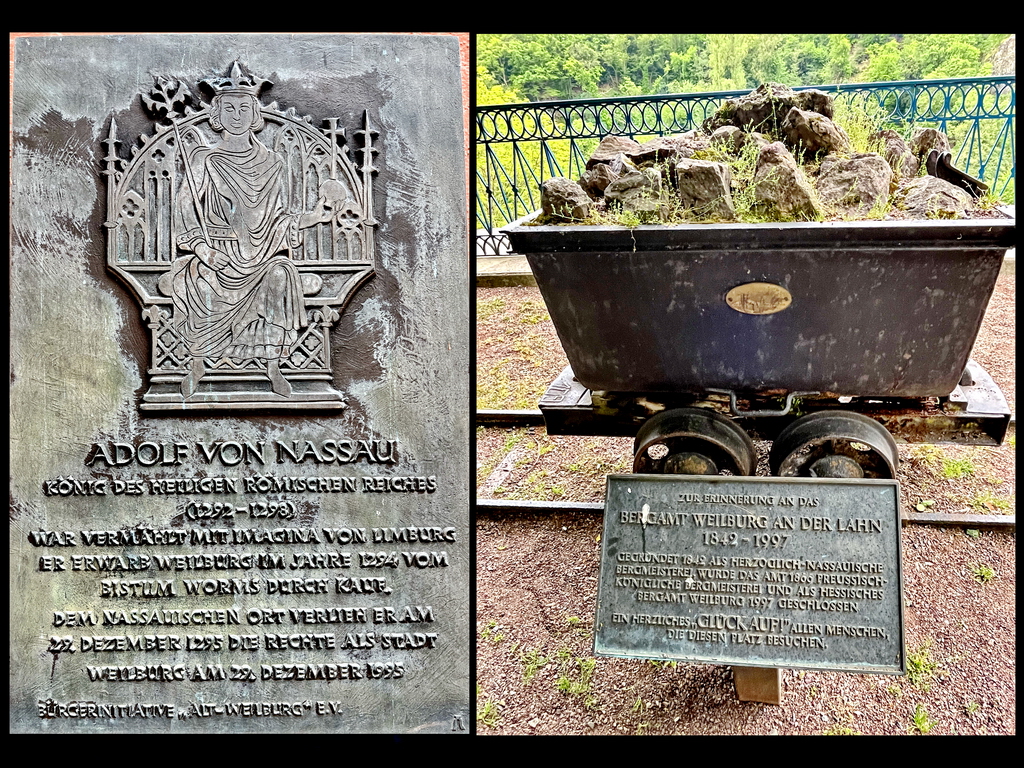 ADOLF VON NASSAU
KÖNIG DES HEILIGEN RÖMISCHEN REICHES
(1292–1298)
WAR VERMÄHLT MIT IMAGINA VON LIMBURG
ER ERWARB WEILBURG IM JAHRE 1294 VOM
BISTUM WORMS DURCH KAUF.
DEM NASSAUISCHEN ORT VERLIEH ER AM
29. DEZEMBER 1295 DIE RECHTE ALS STADT
WEILBURG AM 29. DEZEMBER 1995
BÜRGERINITIATIVE „ALT-WEILBURG" E.V.
ZUR ERINNERUNG AN DAS
BERGAMT WEILBURG AN DER LAHN
1842-1997
GEGRÜNDET 1842 ALS HERZOGLICH-NASSAUISCHE
BERGMEISTEREI, WURDE DAS AMT 1866 PREUSSISCH-
KÖNIGLICHE BERGMEISTEREI UND ALS HESSISCHES
BERGAMT WEILBURG 1997 GESCHLOSSEN
EIN HERZLICHES „GLÜCK AUF!" ALLEN MENSCHEN,
DIE DIESEN PLATZ BESUCHEN.